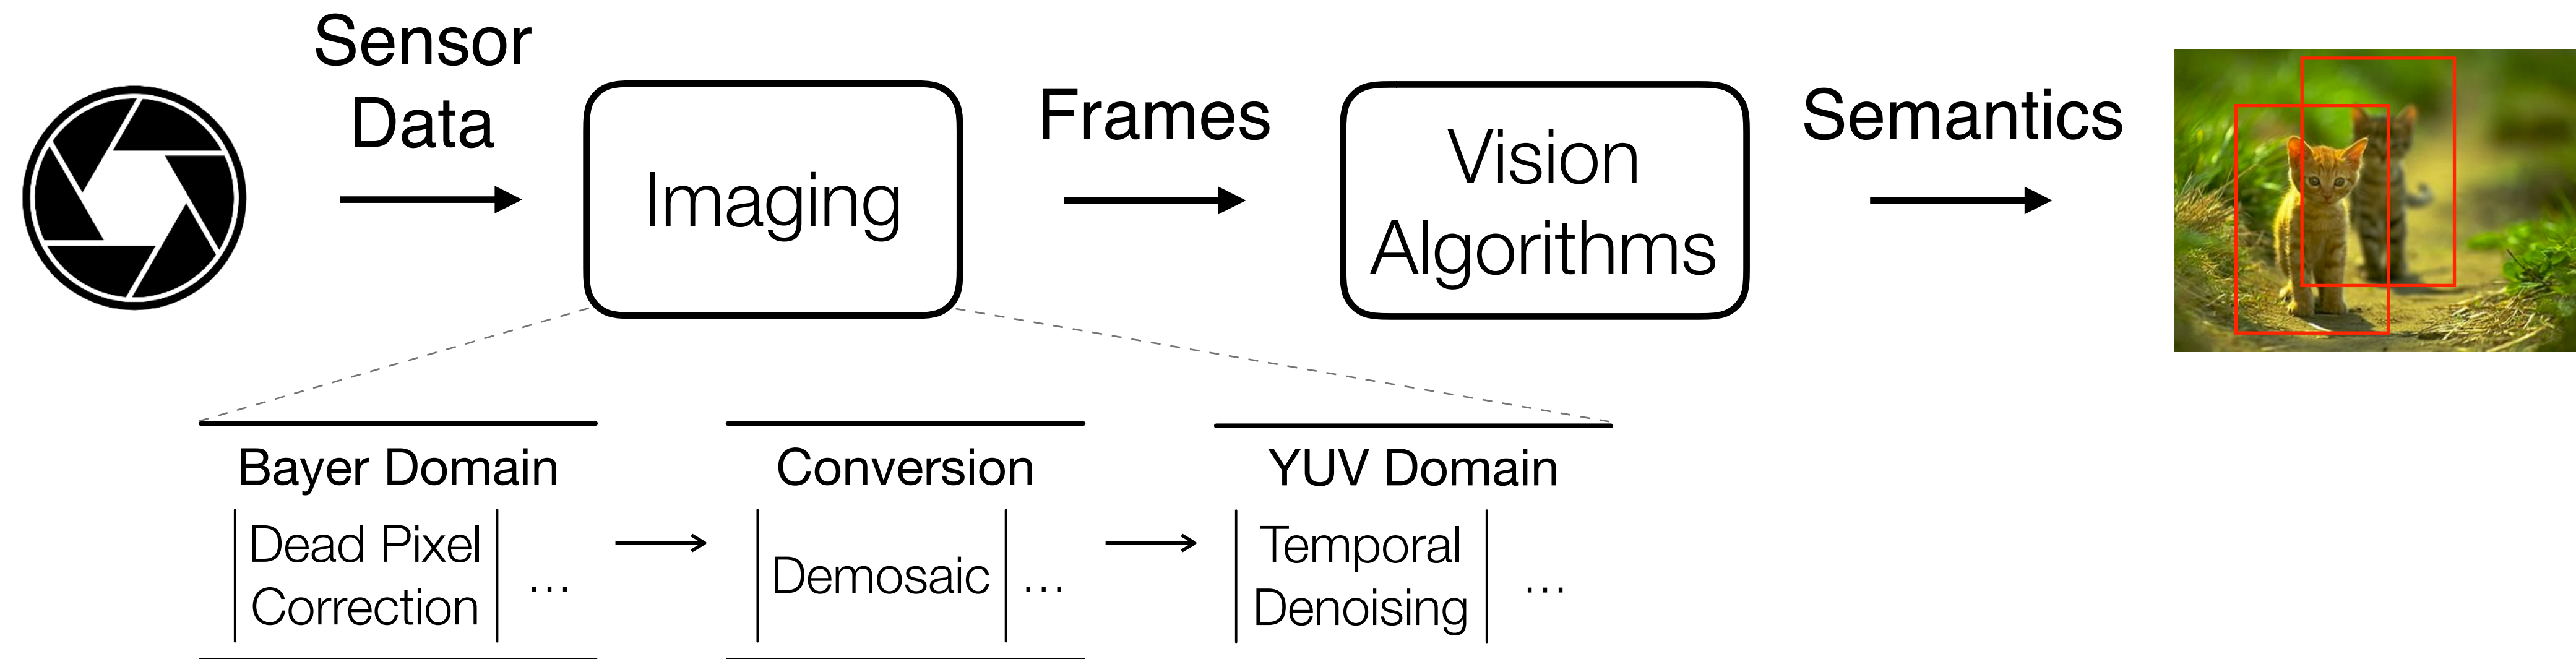 Sensor
Data
Imaging
Frames
Vision
Algorithms
Semantics
Bayer Domain
Dead Pixel
Correction
...
Conversion
Demosaic
...
YUV Domain
Temporal
Denoising
...